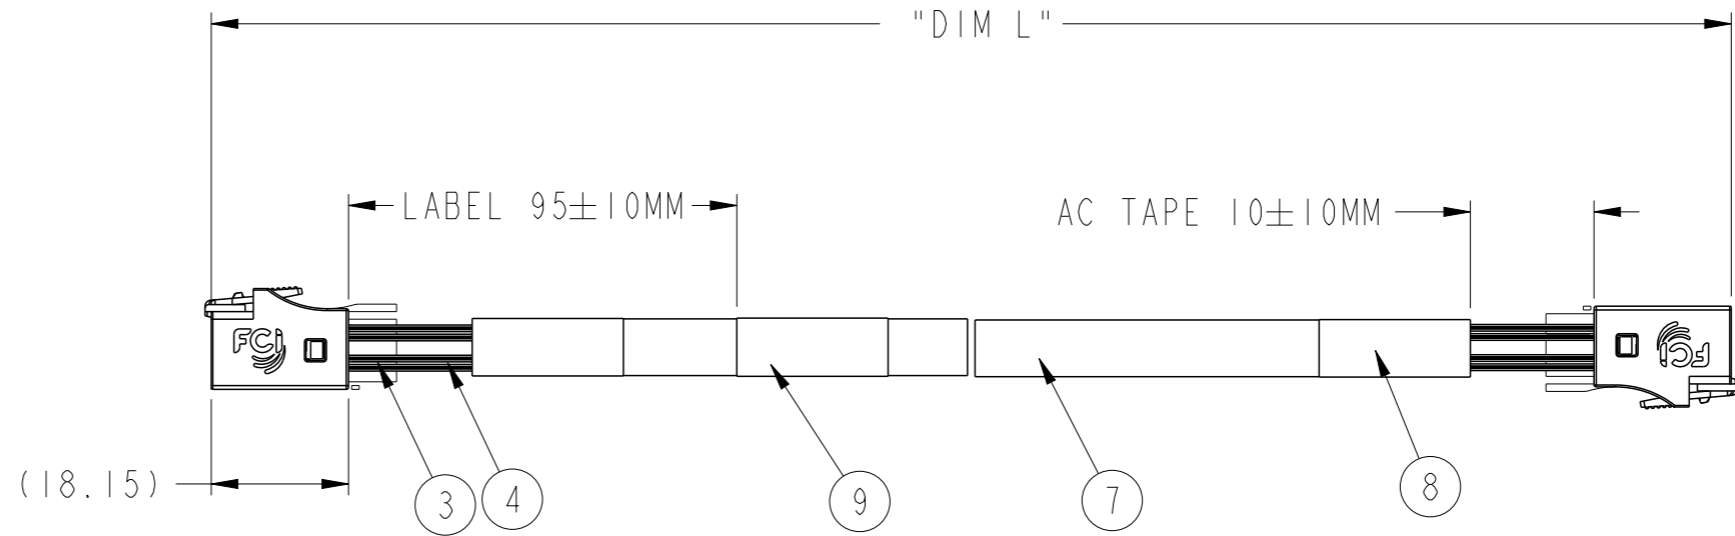 "DIM L"
LABEL 95±10MM
AC TAPE 10±10MM
FCi
FCi
(18.15)
3
4
9
7
8